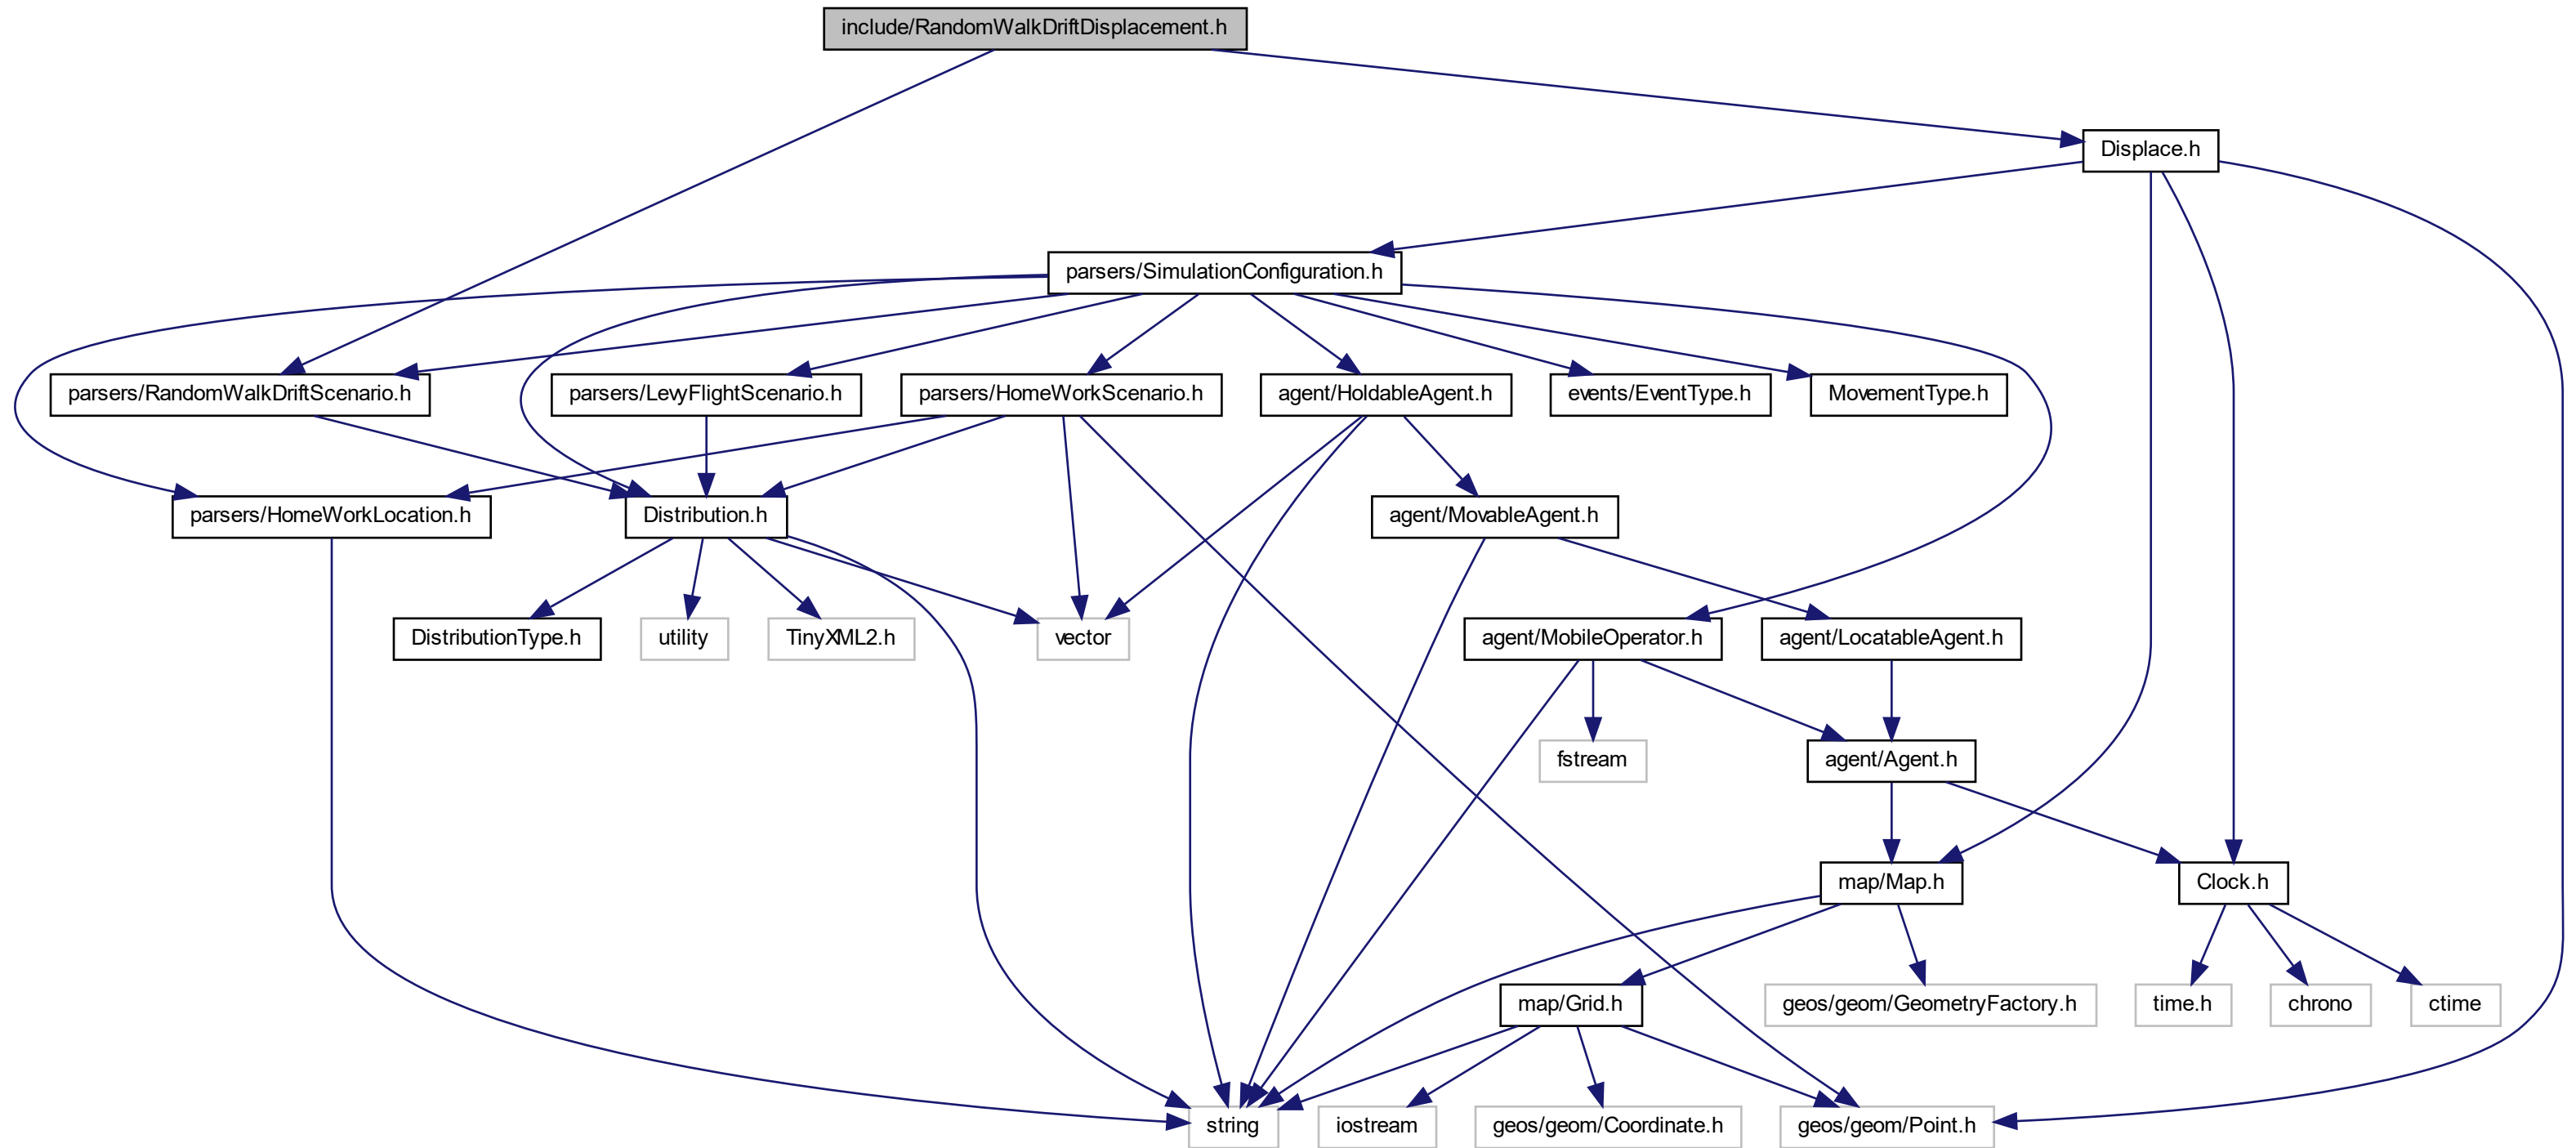 include/RandomWalkDriftDisplacement.h
Displace.h
parsers/SimulationConfiguration.h
parsers/RandomWalkDriftScenario.h
parsers/LevyFlightScenario.h
parsers/HomeWorkScenario.h
agent/HoldableAgent.h
events/EventType.h
MovementType.h
parsers/HomeWorkLocation.h
Distribution.h
agent/MovableAgent.h
DistributionType.h
utility
TinyXML2.h
vector
agent/MobileOperator.h
agent/LocatableAgent.h
fstream
agent/Agent.h
map/Map.h
Clock.h
map/Grid.h
geos/geom/GeometryFactory.h
time.h
chrono
ctime
string
iostream
geos/geom/Coordinate.h
geos/geom/Point.h